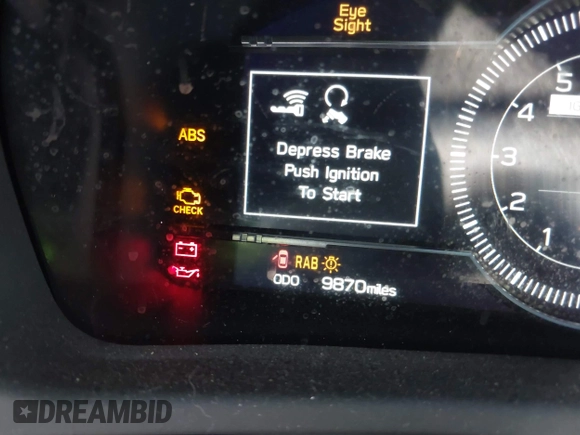 Eye
Sight
ABS
Depress Brake
Push Ignition
To Start
CHECK
RAB
ODO 9870miles
5
4
3
2
1
DREAMBID